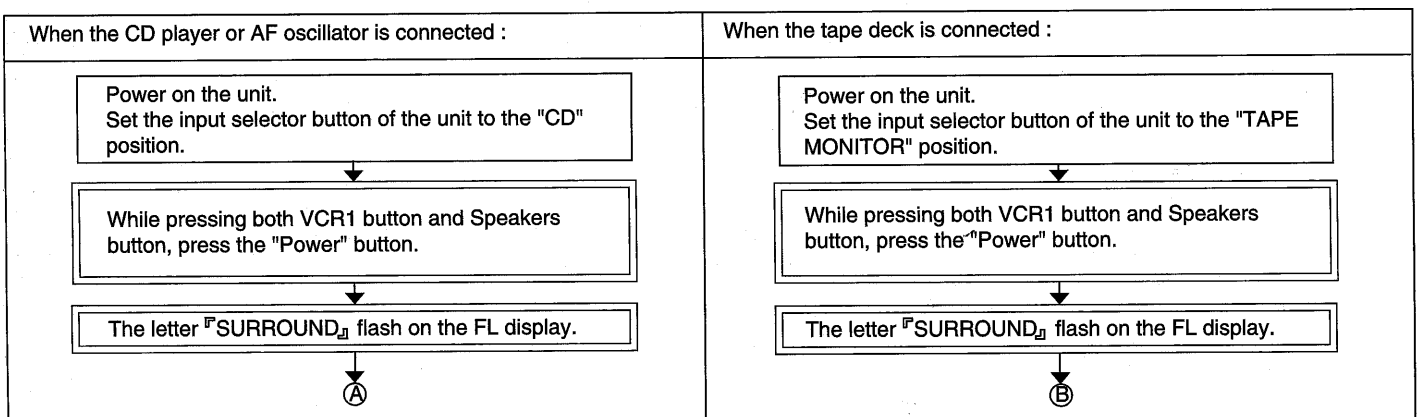 When the CD player or AF oscillator is connected :
Power on the unit.
Set the input selector button of the unit to the "CD"
position.
While pressing both VCR1 button and Speakers
button, press the "Power" button.
The letter『SURROUND』flash on the FL display.
Ⓐ
When the tape deck is connected :
Power on the unit.
Set the input selector button of the unit to the "TAPE
MONITOR" position.
While pressing both VCR1 button and Speakers
button, press the "Power" button.
The letter『SURROUND』flash on the FL display.
Ⓑ